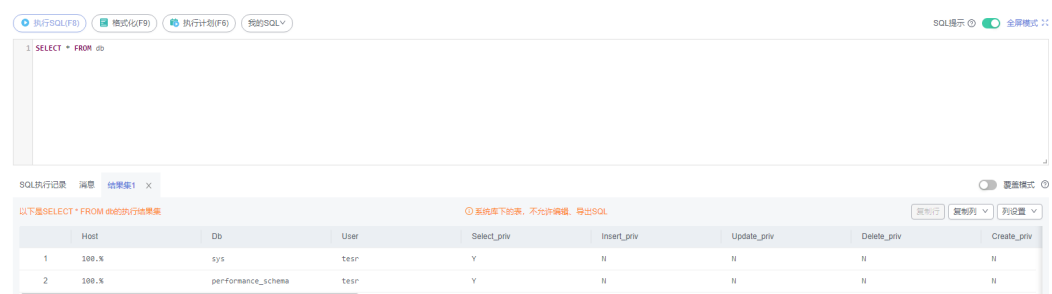 执行SQL(F8) 格式化(F9) 执行计划(F6) 我的SQL SQL提示 全屏模式
1 SELECT * FROM db
SQL执行记录 消息 结果集1 × 覆盖模式
以下是SELECT * FROM db的执行结果集 系统库下的表，不允许编辑、导出SQL 复制行 复制列 列设置
Host Db User Select_priv Insert_priv Update_priv Delete_priv Create_priv
1 100.% sys tesr Y N N N N
2 100.% performance_schema tesr Y N N N N